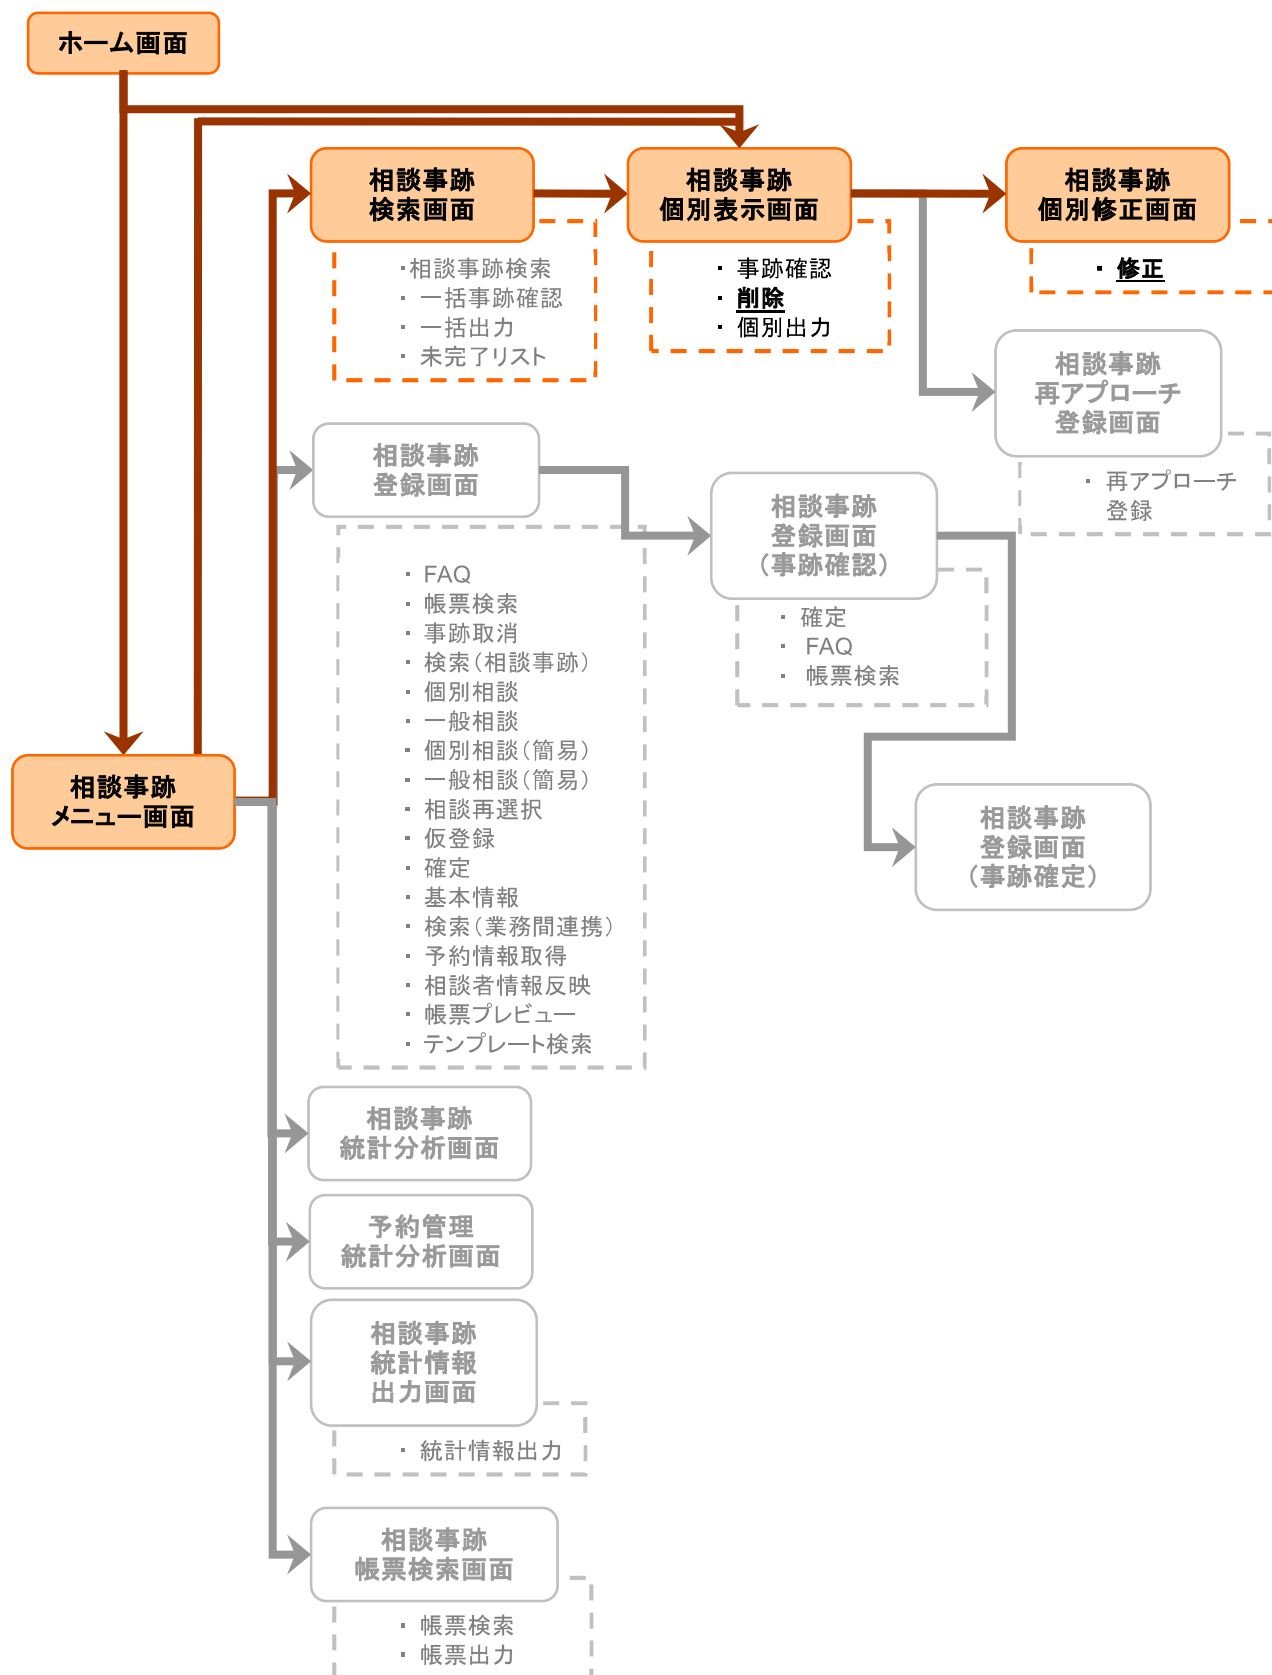 ホーム画面
相談事跡
検索画面
・相談事跡検索
・ 一括事跡確認
・ 一括出力
・ 未完了リスト
相談事跡
個別表示画面
・ 事跡確認
・ 削除
・ 個別出力
相談事跡
個別修正画面
・ 修正
相談事跡
再アプローチ
登録画面
・ 再アプローチ
登録
相談事跡
登録画面
・ FAQ
・ 帳票検索
・ 事跡取消
・ 検索(相談事跡)
・ 個別相談
・ 一般相談
・ 個別相談(簡易)
・ 一般相談(簡易)
・ 相談再選択
・ 仮登録
・ 確定
・ 基本情報
・ 検索(業務間連携)
・ 予約情報取得
・ 相談者情報反映
・ 帳票プレビュー
・ テンプレート検索
相談事跡
登録画面
(事跡確認)
・ 確定
・ FAQ
・ 帳票検索
相談事跡
メニュー画面
相談事跡
登録画面
(事跡確定)
相談事跡
統計分析画面
予約管理
統計分析画面
相談事跡
統計情報
出力画面
・ 統計情報出力
相談事跡
帳票検索画面
・ 帳票検索
・ 帳票出力